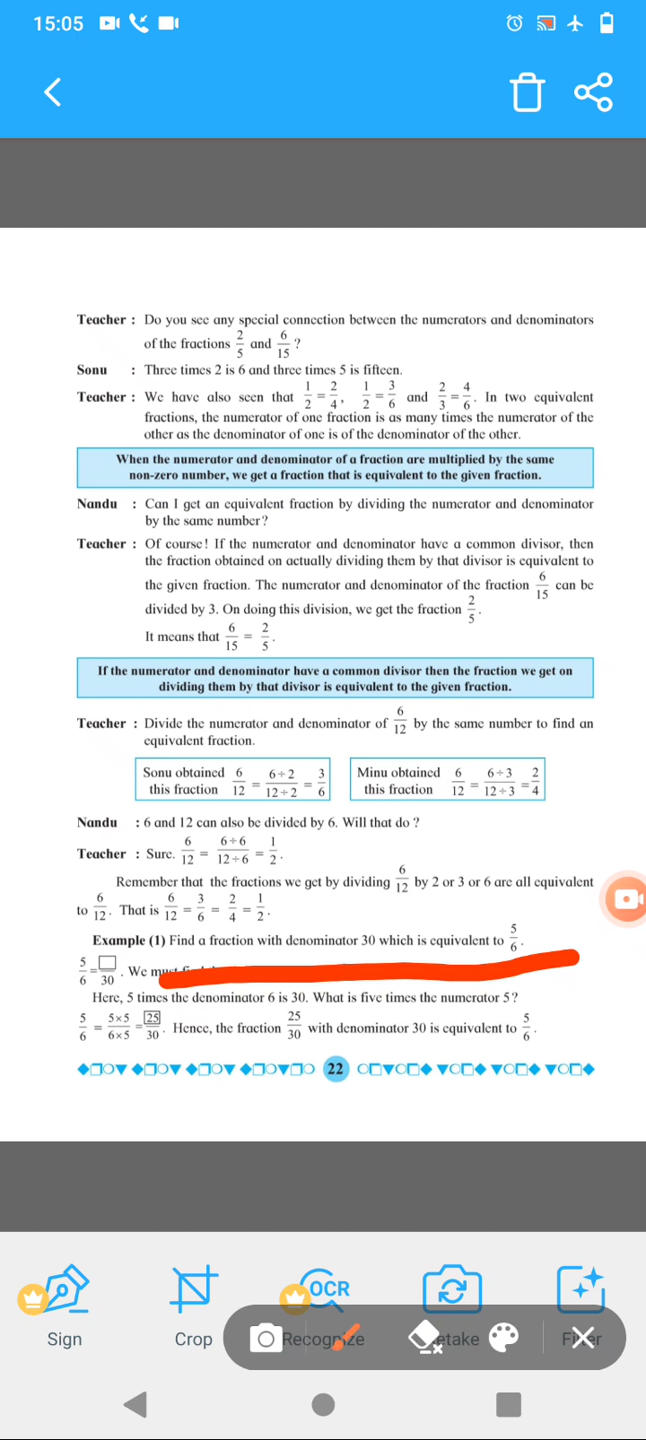 15:05
Teacher : Do you see any special connection between the numerators and denominators
of the fractions 2/5 and 6/15 ?
Sonu : Three times 2 is 6 and three times 5 is fifteen.
Teacher : We have also seen that 1/2 = 2/4, 1/2 = 3/6 and 2/3 = 4/6. In two equivalent
fractions, the numerator of one fraction is as many times the numerator of the
other as the denominator of one is of the denominator of the other.
When the numerator and denominator of a fraction are multiplied by the same
non-zero number, we get a fraction that is equivalent to the given fraction.
Nandu : Can I get an equivalent fraction by dividing the numerator and denominator
by the same number?
Teacher : Of course! If the numerator and denominator have a common divisor, then
the fraction obtained on actually dividing them by that divisor is equivalent to
the given fraction. The numerator and denominator of the fraction 6/15 can be
divided by 3. On doing this division, we get the fraction 2/5.
It means that 6/15 = 2/5.
If the numerator and denominator have a common divisor then the fraction we get on
dividing them by that divisor is equivalent to the given fraction.
Teacher : Divide the numerator and denominator of 6/12 by the same number to find an
equivalent fraction.
Sonu obtained this fraction 6/12 = 6÷2/12÷2 = 3/6
Minu obtained this fraction 6/12 = 6÷3/12÷3 = 2/4
Nandu : 6 and 12 can also be divided by 6. Will that do ?
Teacher : Sure. 6/12 = 6÷6/12÷6 = 1/2.
Remember that the fractions we get by dividing 6/12 by 2 or 3 or 6 are all equivalent
to 6/12. That is 6/12 = 3/6 = 2/4 = 1/2.
Example (1) Find a fraction with denominator 30 which is equivalent to 5/6.
5/6 = □/30. We
Here, 5 times the denominator 6 is 30. What is five times the numerator 5?
5/6 = 5×5/6×5 = 25/30. Hence, the fraction 25/30 with denominator 30 is equivalent to 5/6.
22
OCR
Sign Crop Recognize